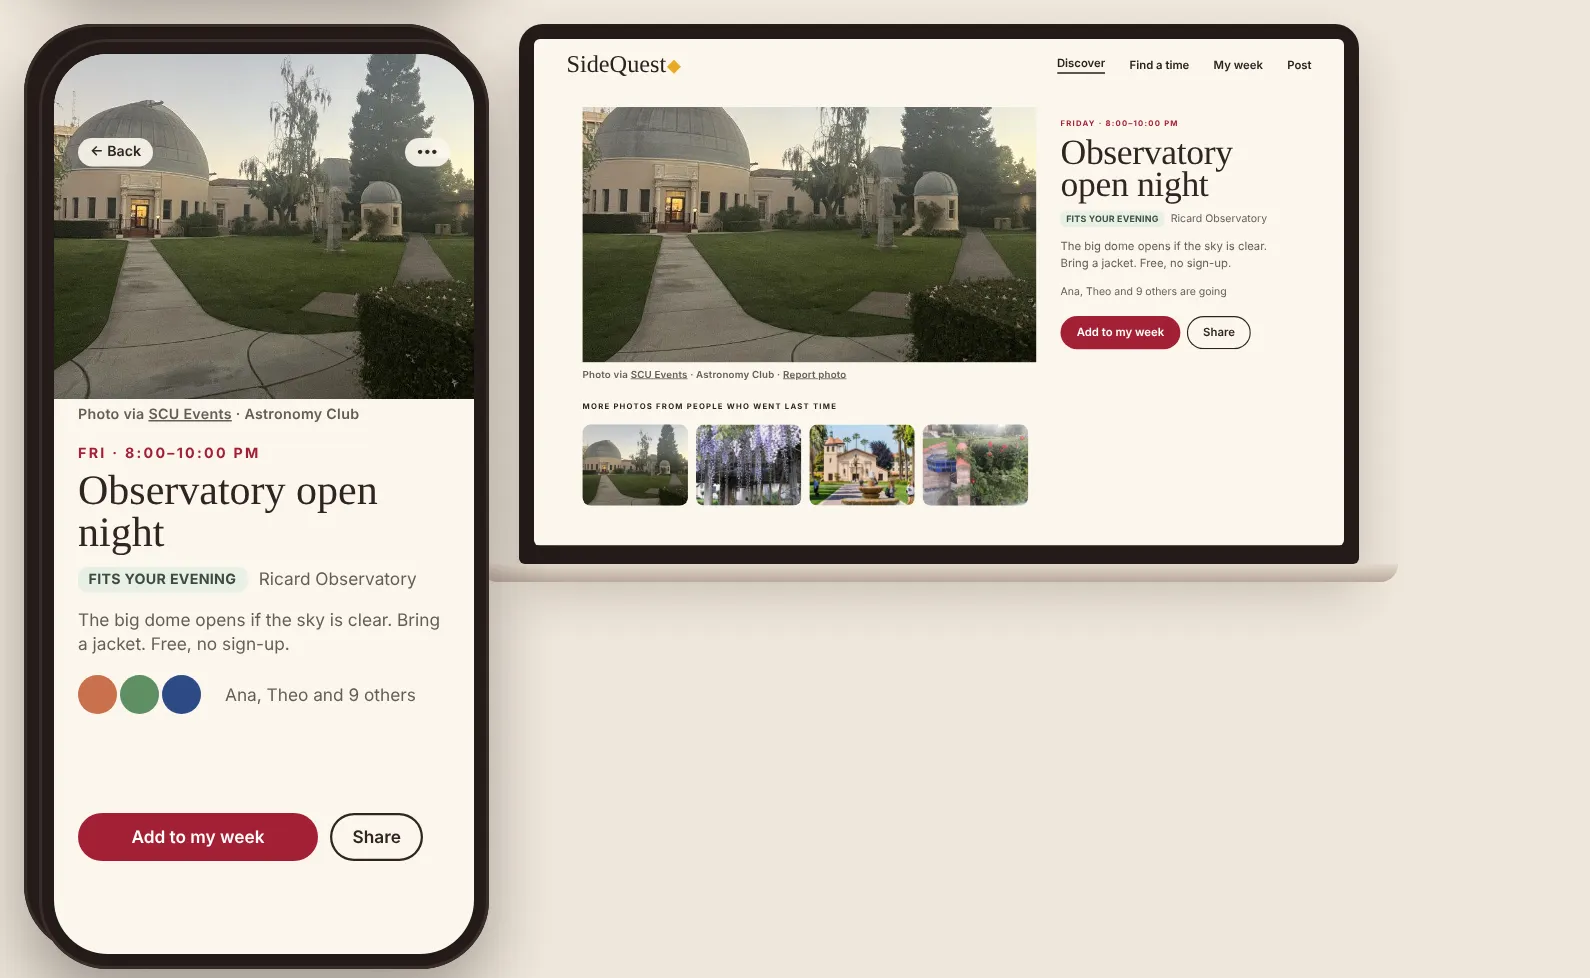 ← Back
•••
Photo via SCU Events · Astronomy Club
FRI · 8:00–10:00 PM
Observatory open
night
FITS YOUR EVENING Ricard Observatory
The big dome opens if the sky is clear. Bring
a jacket. Free, no sign-up.
Ana, Theo and 9 others
Add to my week Share
SideQuest
Discover Find a time My week Post
FRIDAY · 8:00–10:00 PM
Observatory
open night
FITS YOUR EVENING Ricard Observatory
The big dome opens if the sky is clear.
Bring a jacket. Free, no sign-up.
Ana, Theo and 9 others are going
Add to my week Share
Photo via SCU Events · Astronomy Club · Report photo
MORE PHOTOS FROM PEOPLE WHO WENT LAST TIME